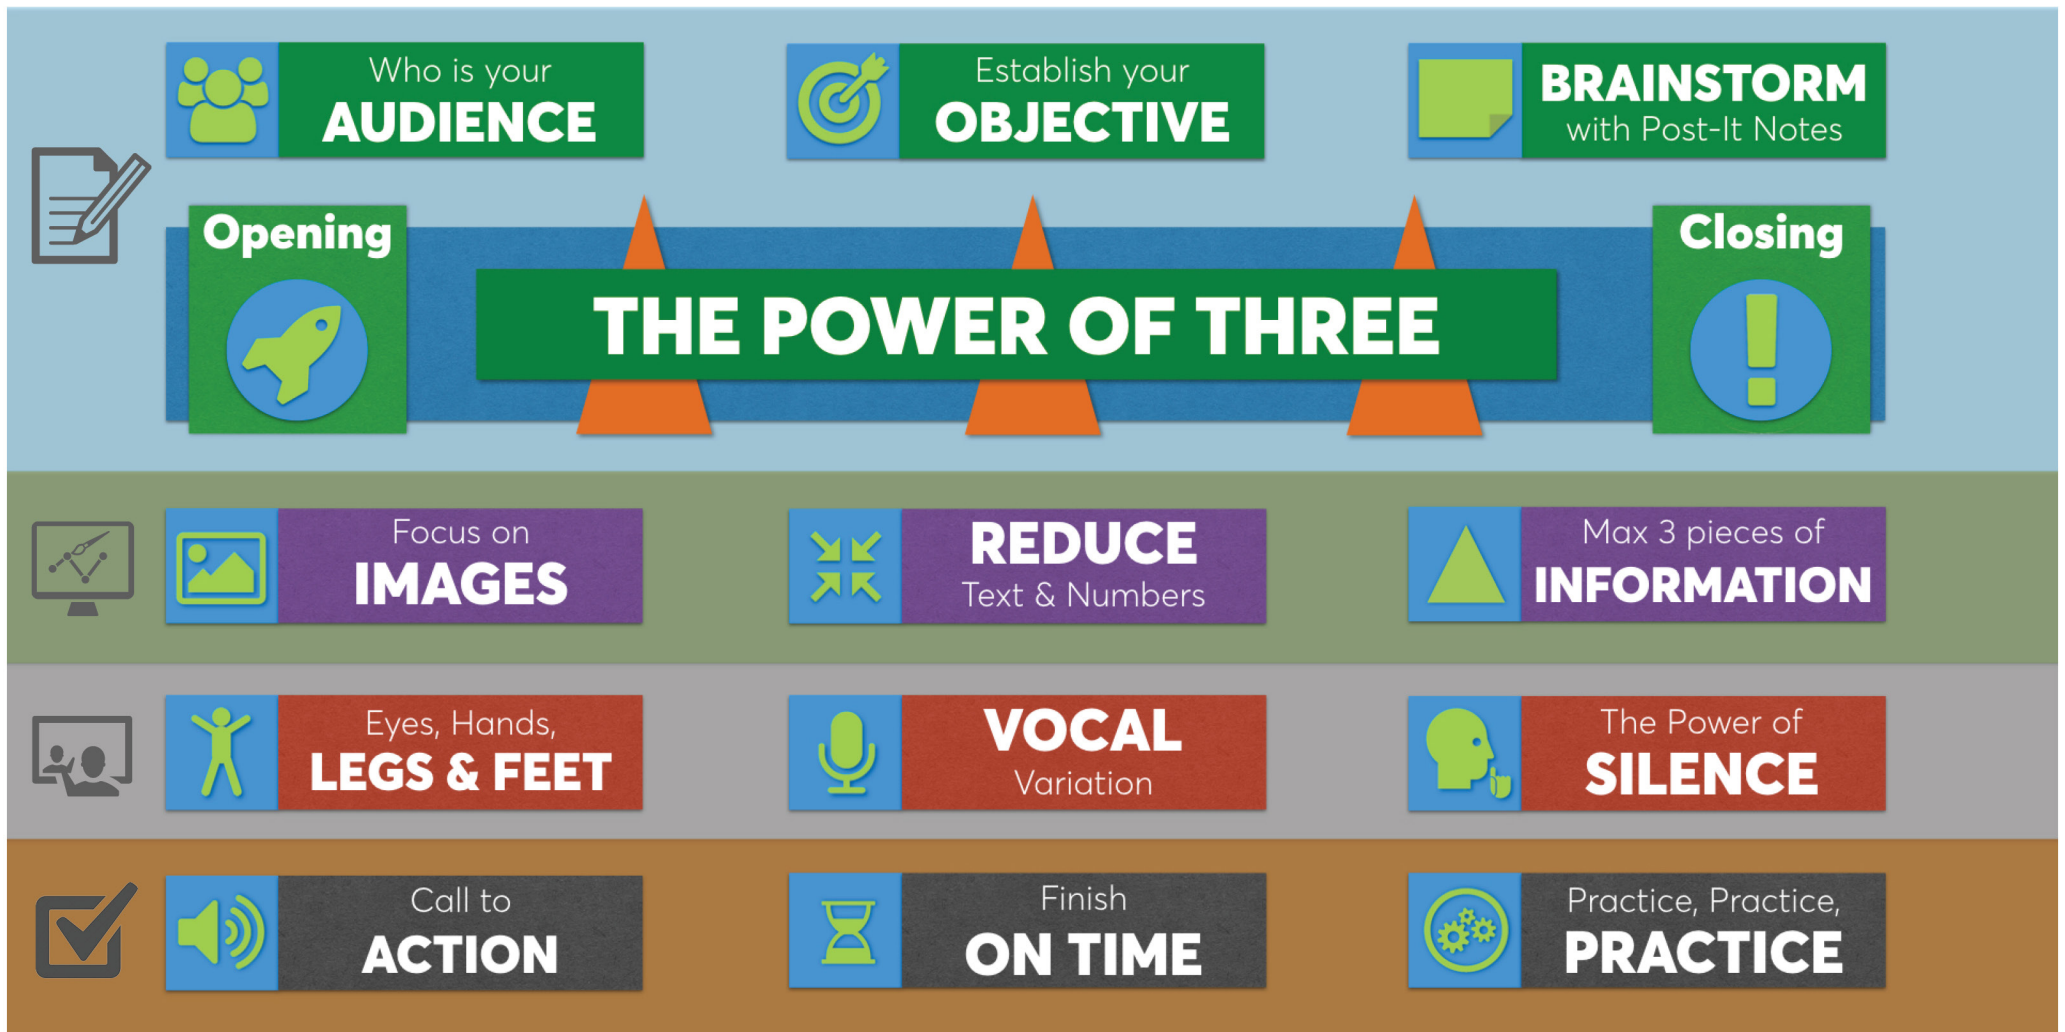 Who is your
AUDIENCE
Establish your
OBJECTIVE
BRAINSTORM
with Post-It Notes
Opening
THE POWER OF THREE
Closing
Focus on
IMAGES
REDUCE
Text & Numbers
Max 3 pieces of
INFORMATION
Eyes, Hands,
LEGS & FEET
VOCAL
Variation
The Power of
SILENCE
Call to
ACTION
Finish
ON TIME
Practice, Practice,
PRACTICE